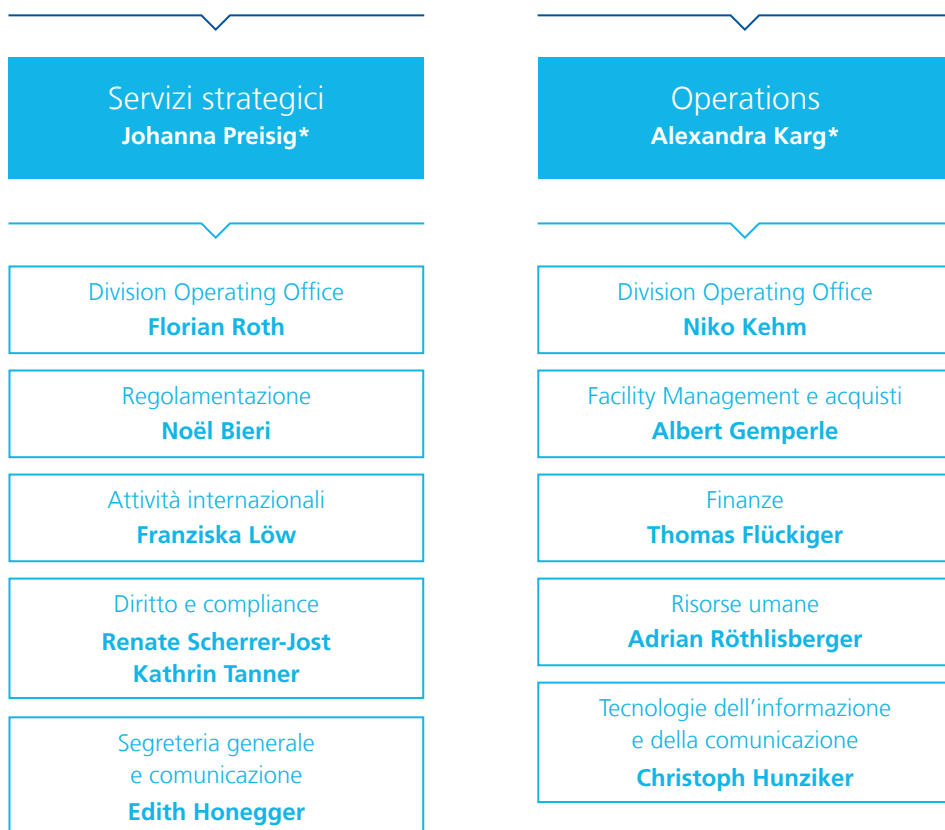 Servizi strategici
Johanna Preisig*
Division Operating Office
Florian Roth
Regolamentazione
Noël Bieri
Attività internazionali
Franziska Löw
Diritto e compliance
Renate Scherrer-Jost
Kathrin Tanner
Segreteria generale
e comunicazione
Edith Honegger
Operations
Alexandra Karg*
Division Operating Office
Niko Kehm
Facility Management e acquisti
Albert Gemperle
Finanze
Thomas Flückiger
Risorse umane
Adrian Röthlisberger
Tecnologie dell’informazione
e della comunicazione
Christoph Hunziker